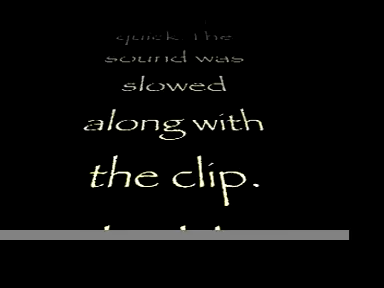 quick The
sound was
slowed
along with
the clip.